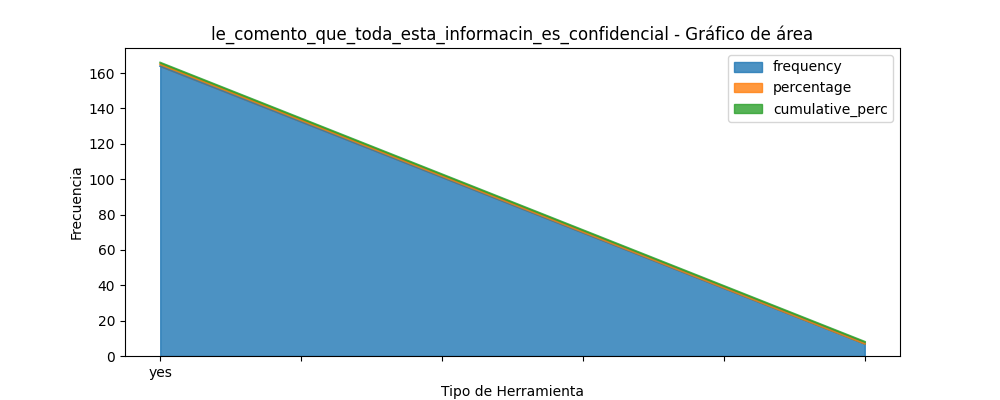 le_comento_que_toda_esta_informacin_es_confidencial - Gráfico de área
frequency
percentage
cumulative_perc
Frecuencia
160
140
120
100
80
60
40
20
0
yes
Tipo de Herramienta